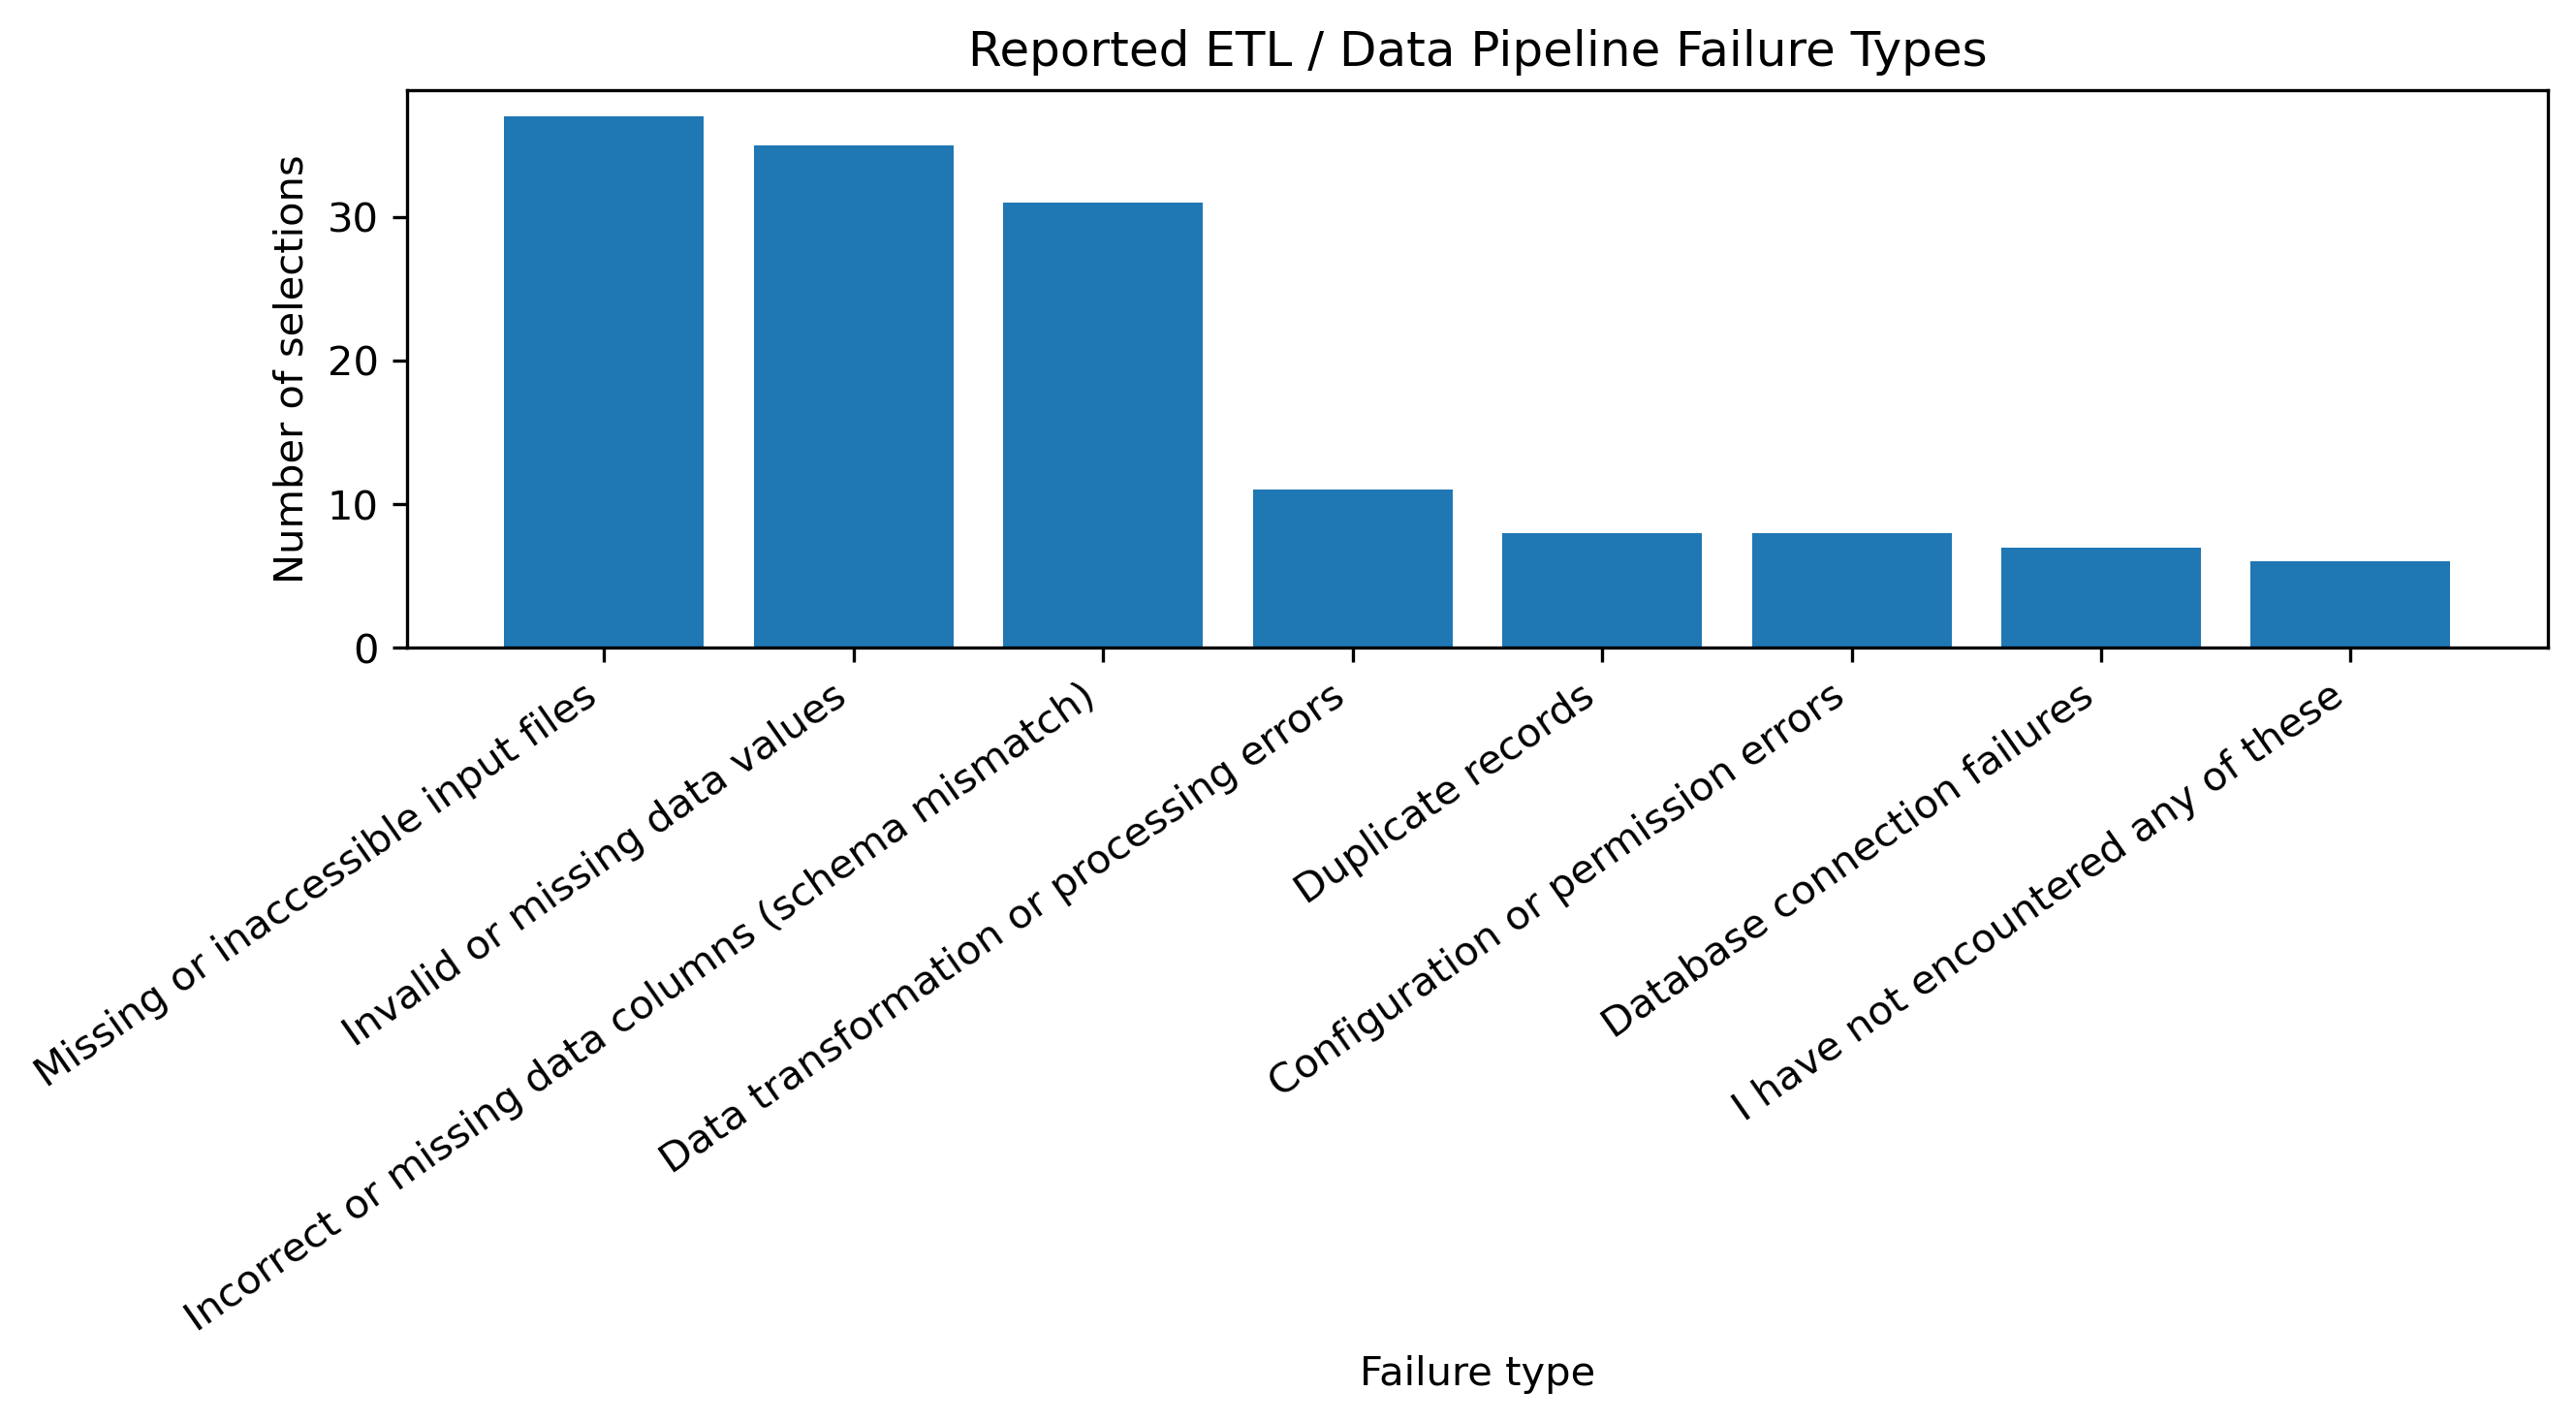 Reported ETL / Data Pipeline Failure Types
Number of selections
30
20
10
0
Missing or inaccessible input files
Invalid or missing data values
Incorrect or missing data columns (schema mismatch)
Data transformation or processing errors
Duplicate records
Configuration or permission errors
Database connection failures
I have not encountered any of these
Failure type